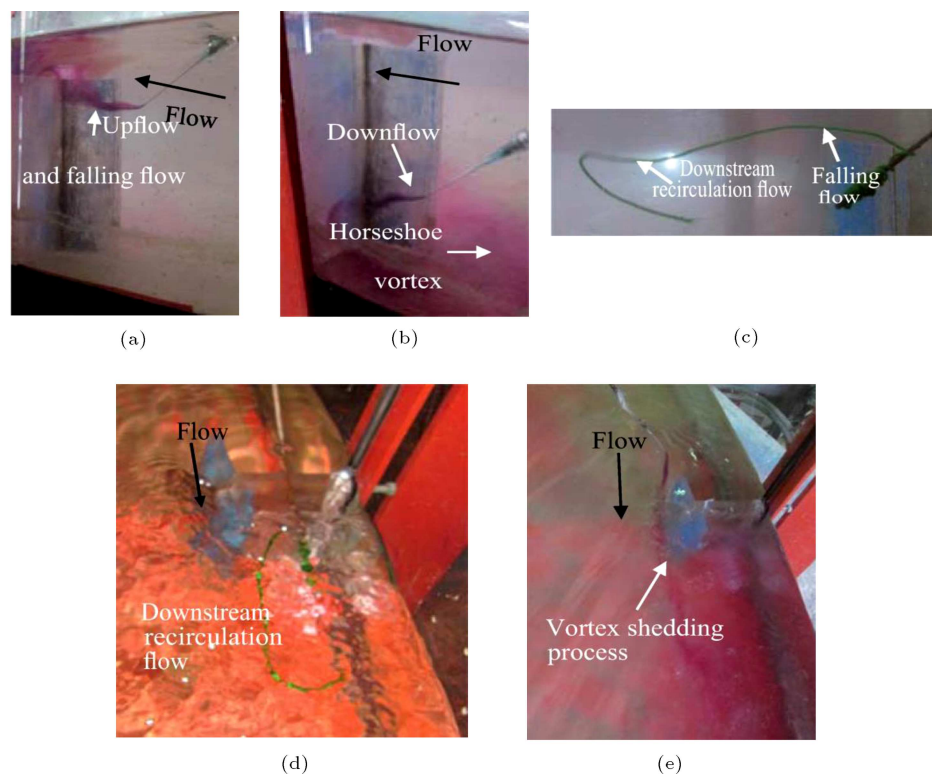 Flow
Upflow
and falling flow
(a)
Flow
Downflow
Horseshoe
vortex
(b)
Downstream
recirculation flow
Falling
flow
(c)
Flow
Downstream
recirculation
flow
(d)
Flow
Vortex shedding
process
(e)